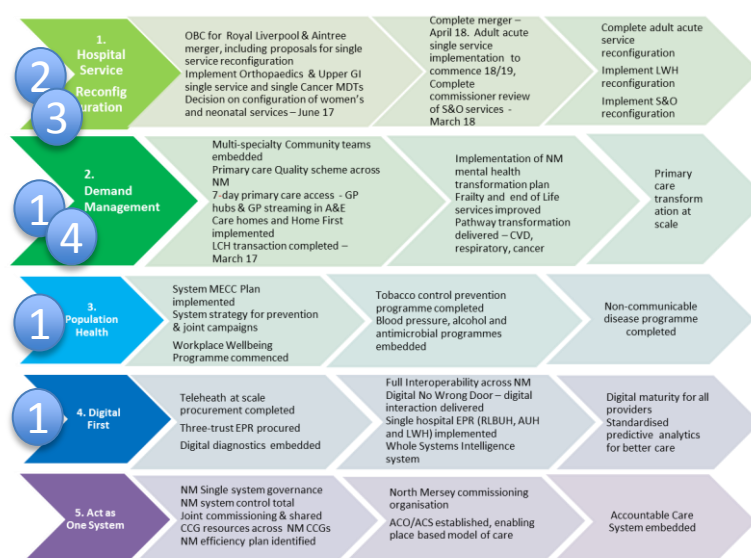 1.
Hospital
Service
Reconfig
uration
2
3
OBC for Royal Liverpool & Aintree
merger, including proposals for single
service reconfiguration
Implement Orthopaedics & Upper GI
single service and single Cancer MDTs
Decision on configuration of women's
and neonatal services – June 17
Complete merger –
April 18. Adult acute
single service
implementation to
commence 18/19,
Complete
commissioner review
of S&O services -
March 18
Complete adult acute
service
reconfiguration
Implement LWH
reconfiguration
Implement S&O
reconfiguration
2.
Demand
Management
1
4
Multi-specialty Community teams
embedded
Primary care Quality scheme across
NM
7-day primary care access - GP
hubs & GP streaming in A&E
Care homes and Home First
implemented
LCH transaction completed –
March 17
Implementation of NM
mental health
transformation plan
Frailty and end of Life
services improved
Pathway transformation
delivered – CVD,
respiratory, cancer
Primary
care
transform
ation at
scale
3.
Population
Health
1
System MECC Plan
implemented
System strategy for prevention
& joint campaigns
Workplace Wellbeing
Programme commenced
Tobacco control prevention
programme completed
Blood pressure, alcohol and
antimicrobial programmes
embedded
Non-communicable
disease programme
completed
1
4. Digital
First
Teleheath at scale
procurement completed
Three-trust EPR procured
Digital diagnostics embedded
Full Interoperability across NM
Digital No Wrong Door – digital
interaction delivered
Single hospital EPR (RLBUH, AUH
and LWH) implemented
Whole Systems Intelligence
system
Digital maturity for all
providers
Standardised
predictive analytics
for better care
5. Act as
One System
NM Single system governance
NM system control total
Joint commissioning & shared
CCG resources across NM CCGs
NM efficiency plan identified
North Mersey commissioning
organisation
ACO/ACS established, enabling
place based model of care
Accountable Care
System embedded